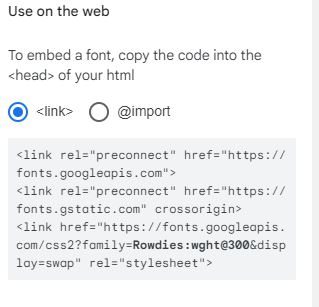 Use on the web
To embed a font, copy the code into the
<head> of your html
<link> @import
<link rel="preconnect" href="https://
fonts.googleapis.com">
<link rel="preconnect" href="https://
fonts.gstatic.com" crossorigin>
<link href="https://fonts.googleapis.
com/css2?family=Rowdies:wght@300&disp
lay=swap" rel="stylesheet">